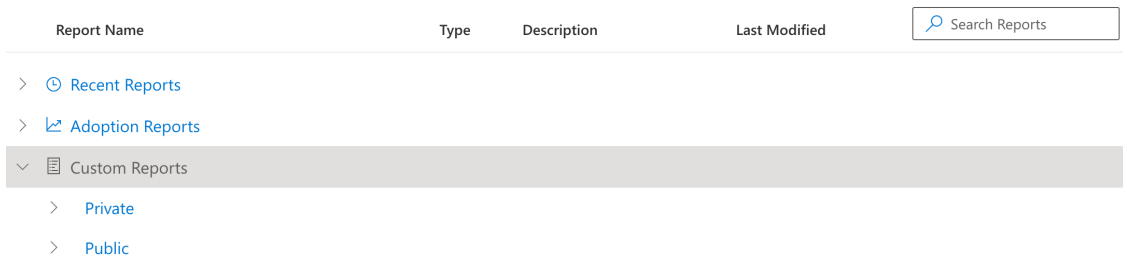 Report Name Type Description Last Modified Search Reports
Recent Reports
Adoption Reports
Custom Reports
Private
Public